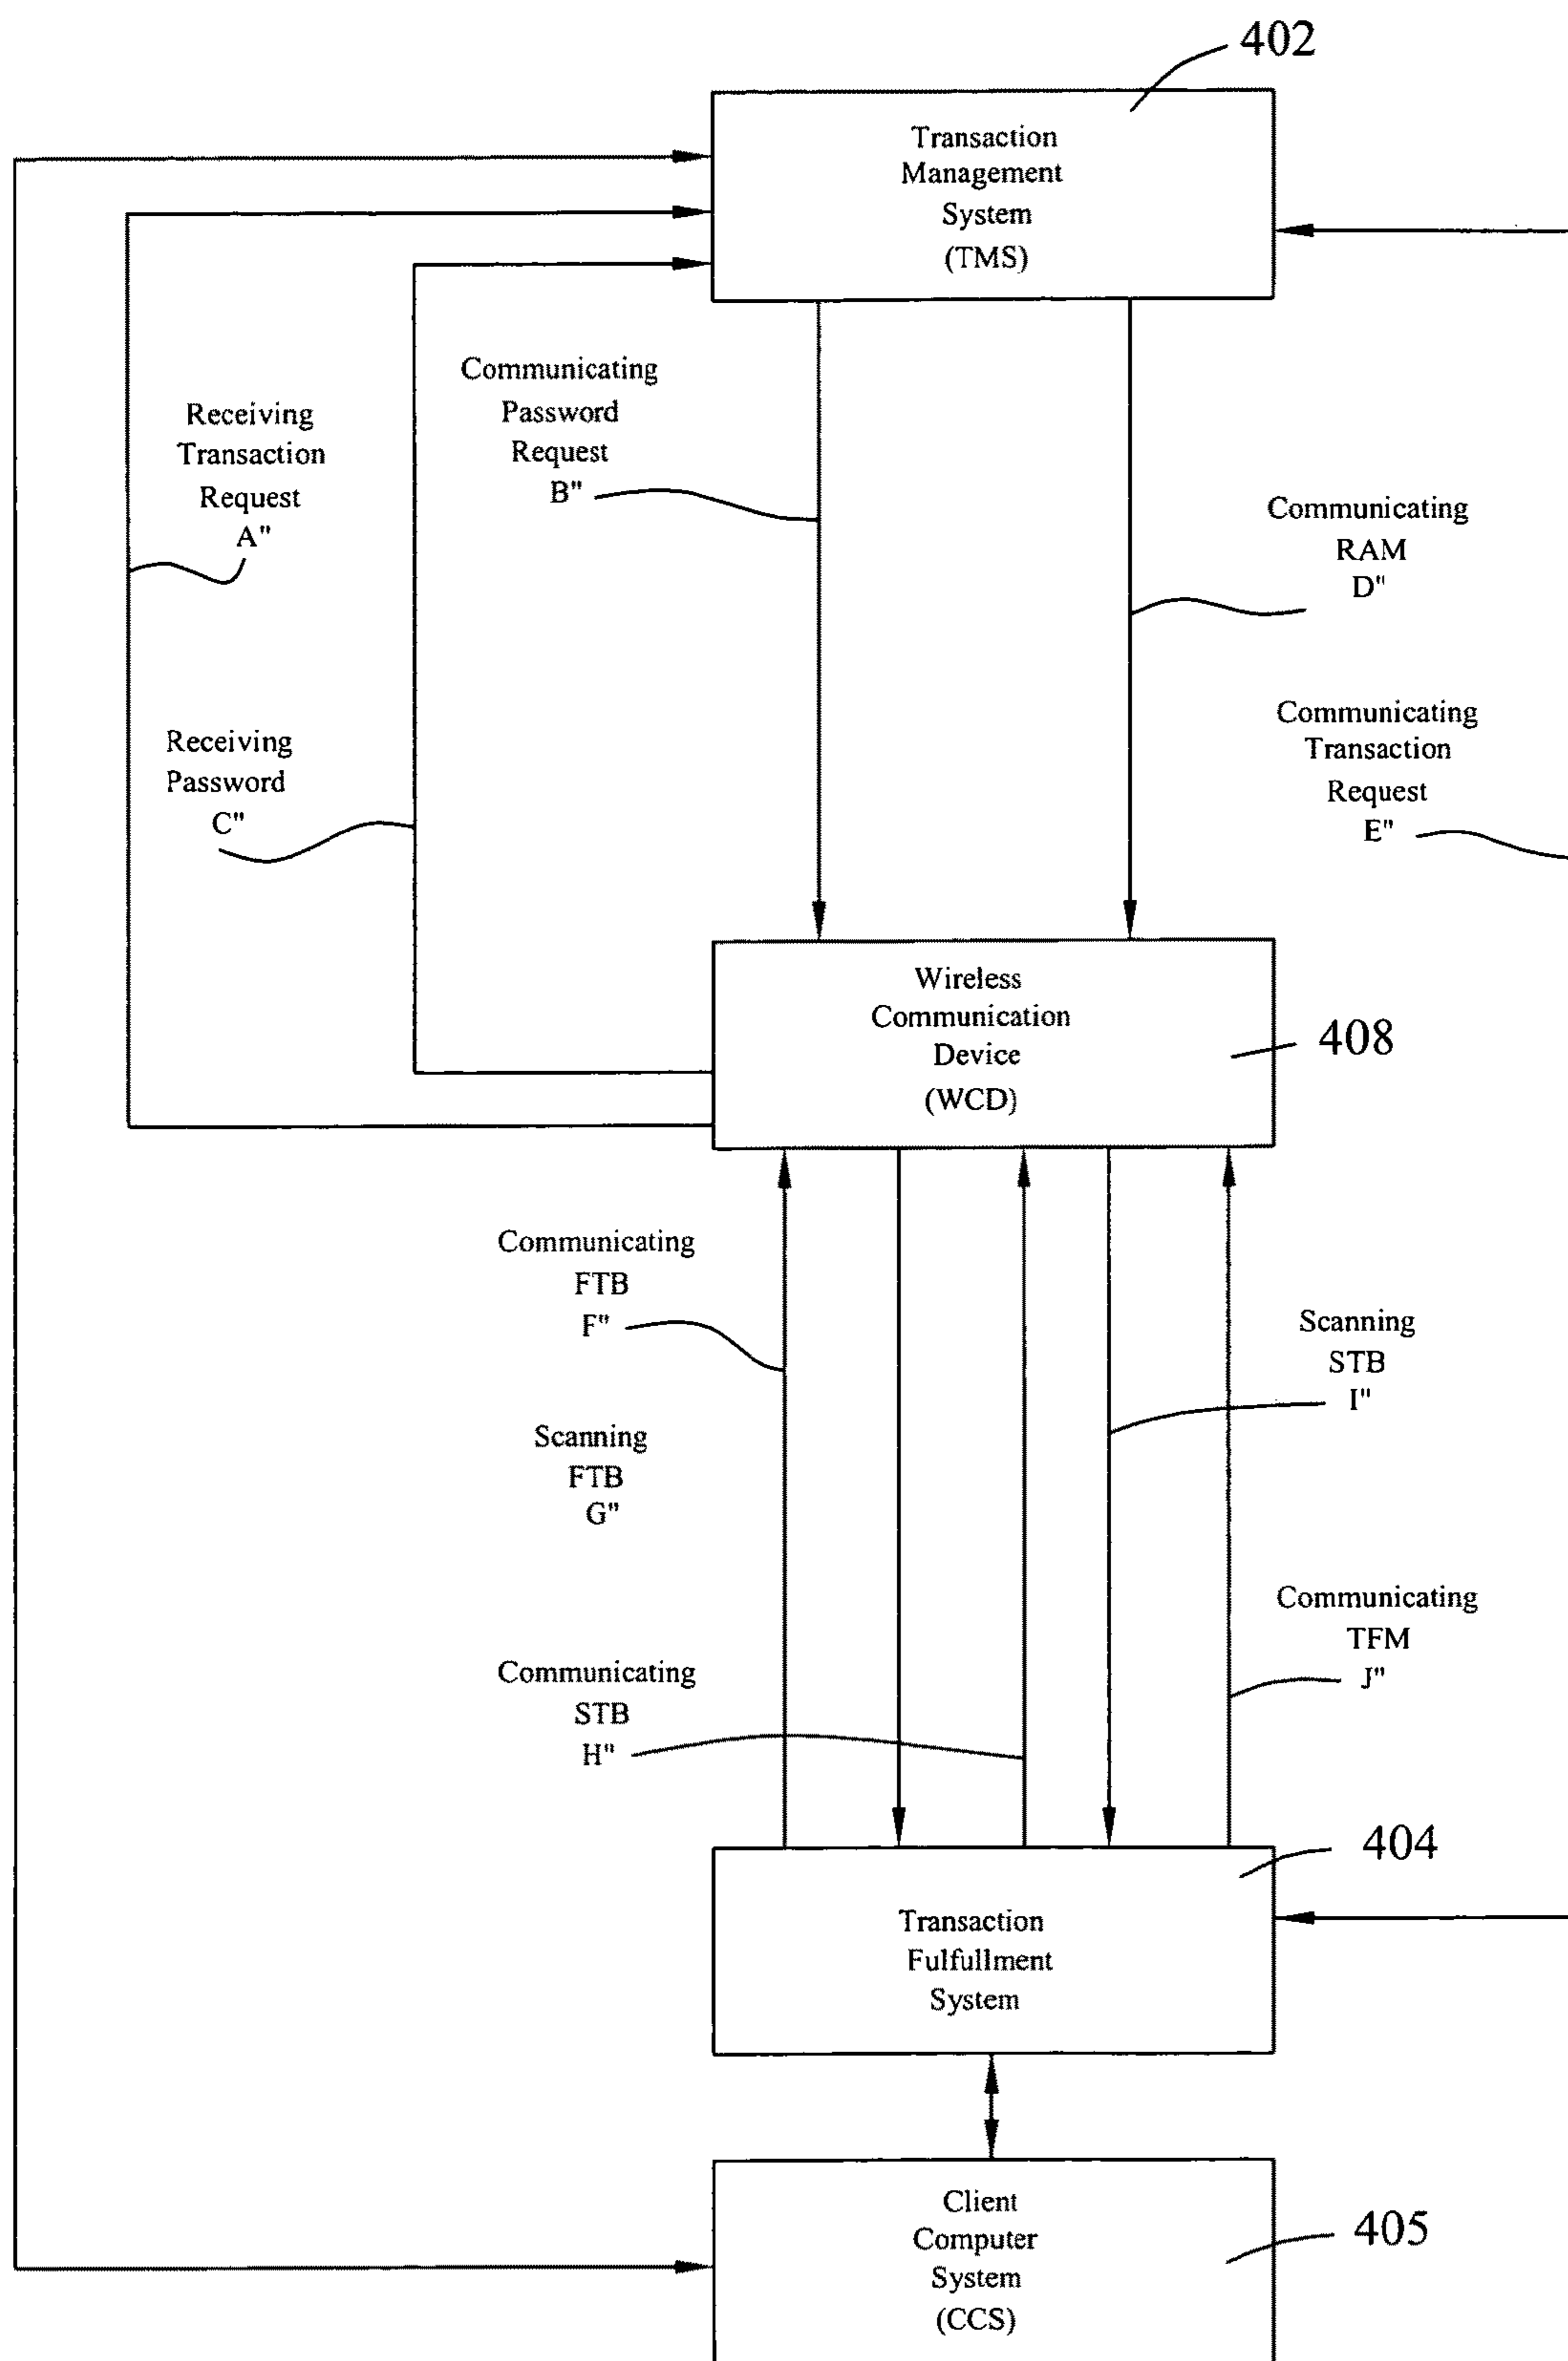 402
Transaction
Management
System
(TMS)
Communicating
Password
Request
B"
Receiving
Transaction
Request
A"
Communicating
RAM
D"
Communicating
Transaction
Request
E"
Receiving
Password
C"
Wireless
Communication
Device
(WCD)
408
Communicating
FTB
F"
Scanning
STB
I"
Scanning
FTB
G"
Communicating
TFM
J"
Communicating
STB
H"
404
Transaction
Fulfullment
System
Client
Computer
System
(CCS)
405